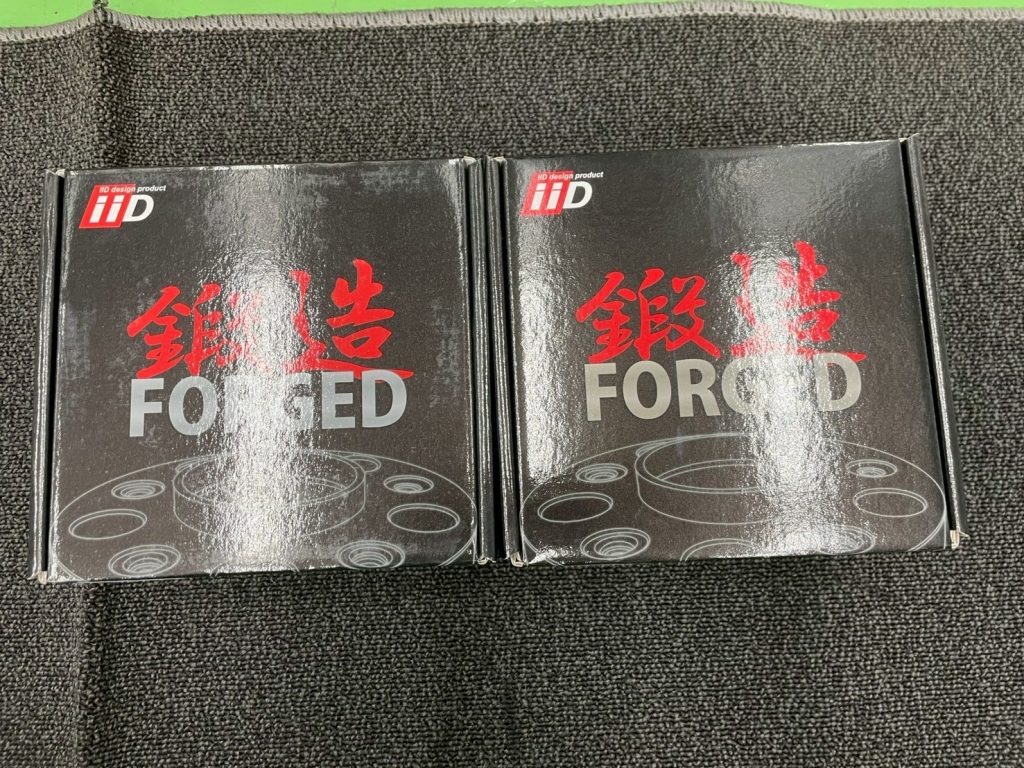 IID design product
iiD
鍛造
FORGED
IID design product
iiD
鍛造
FORGED